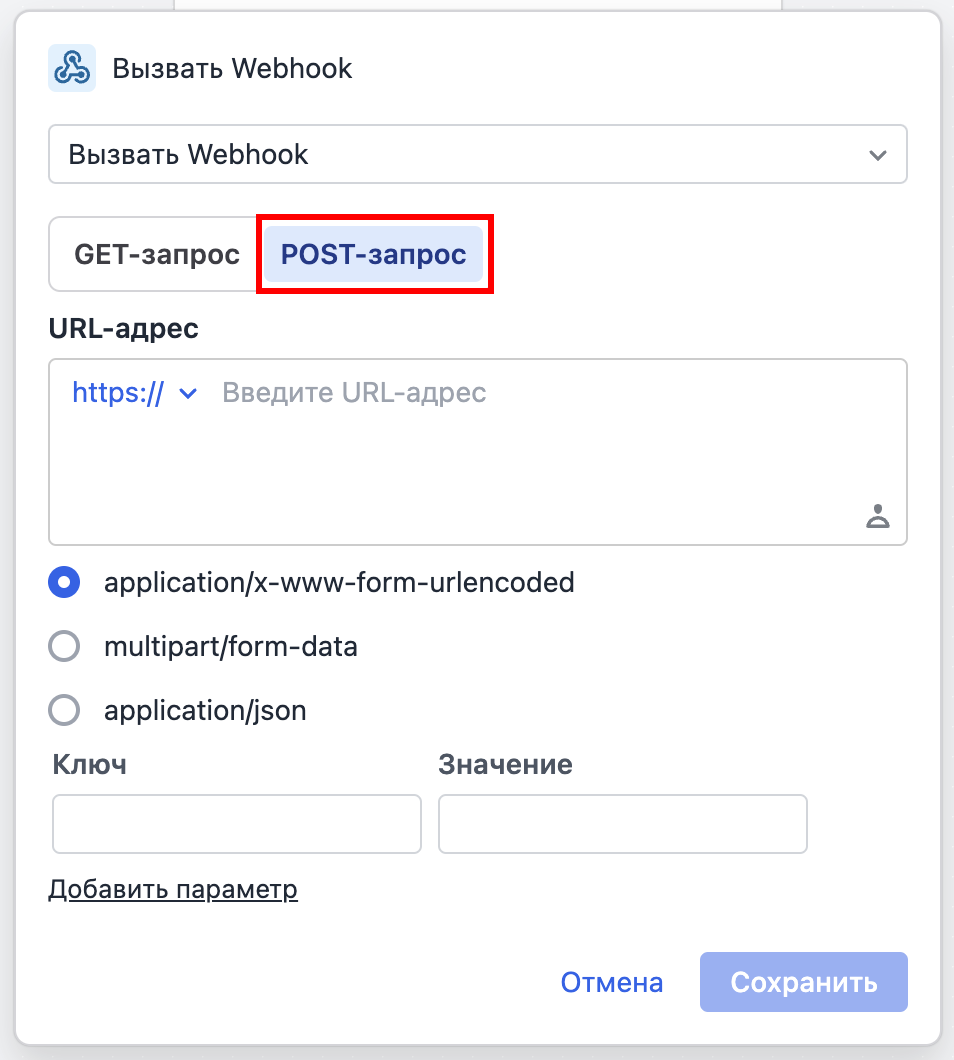 Вызвать Webhook
Вызвать Webhook
GET-запрос POST-запрос
URL-адрес
https:// Введите URL-адрес
application/x-www-form-urlencoded
multipart/form-data
application/json
Ключ Значение
Добавить параметр
Отмена Сохранить